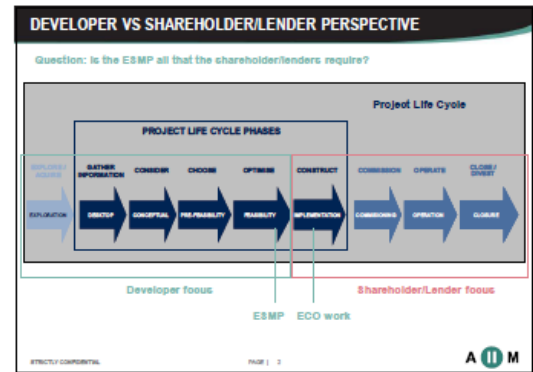 DEVELOPER VS SHAREHOLDER/LENDER PERSPECTIVE
Question: Is the ESMP all that the shareholder/lenders require?
Project Life Cycle
PROJECT LIFE CYCLE PHASES
EXPLORE/ ACQUIRE
GATHER INFORMATION
CONSIDER
CHOOSE
OPTIMISE
CONSTRUCT
COMMISSION
OPERATE
CLOSE/ DIVEST
EXPLORATION
DESKTOP
CONCEPTUAL
PRE-FEASIBILITY
FEASIBILITY
IMPLEMENTATION
COMMISSIONING
OPERATION
CLOSURE
Developer focus
Shareholder/Lender focus
ESMP
ECO work
STRICTLY CONFIDENTIAL
PAGE | 3
A M